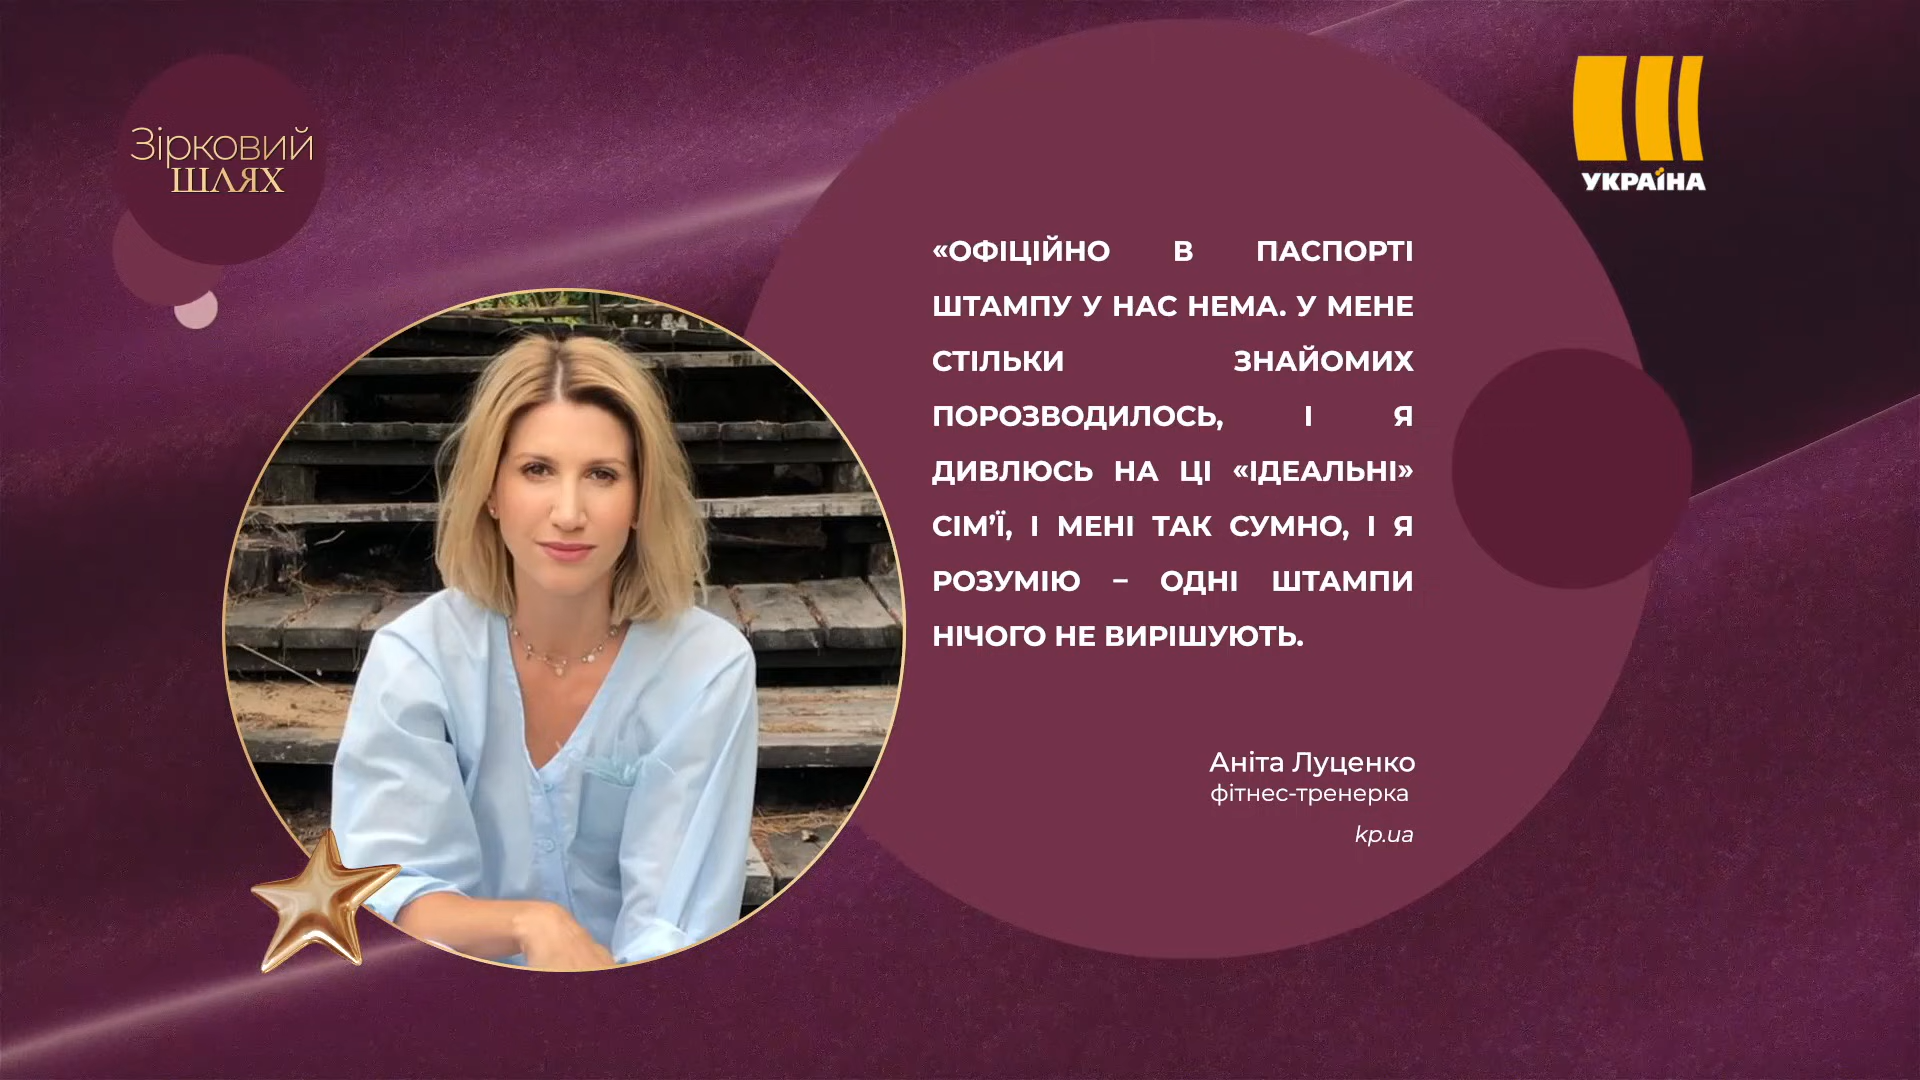 Зірковий
ШЛЯХ
УКРАЇНА
«ОФІЦІЙНО В ПАСПОРТІ
ШТАМПУ У НАС НЕМА. У МЕНЕ
СТІЛЬКИ ЗНАЙОМИХ
ПОРОЗВОДИЛОСЬ, І Я
ДИВЛЮСЬ НА ЦІ «ІДЕАЛЬНІ»
СІМ’Ї, І МЕНІ ТАК СУМНО, І Я
РОЗУМІЮ – ОДНІ ШТАМПИ
НІЧОГО НЕ ВИРІШУЮТЬ.
Аніта Луценко
фітнес-тренерка
kp.ua